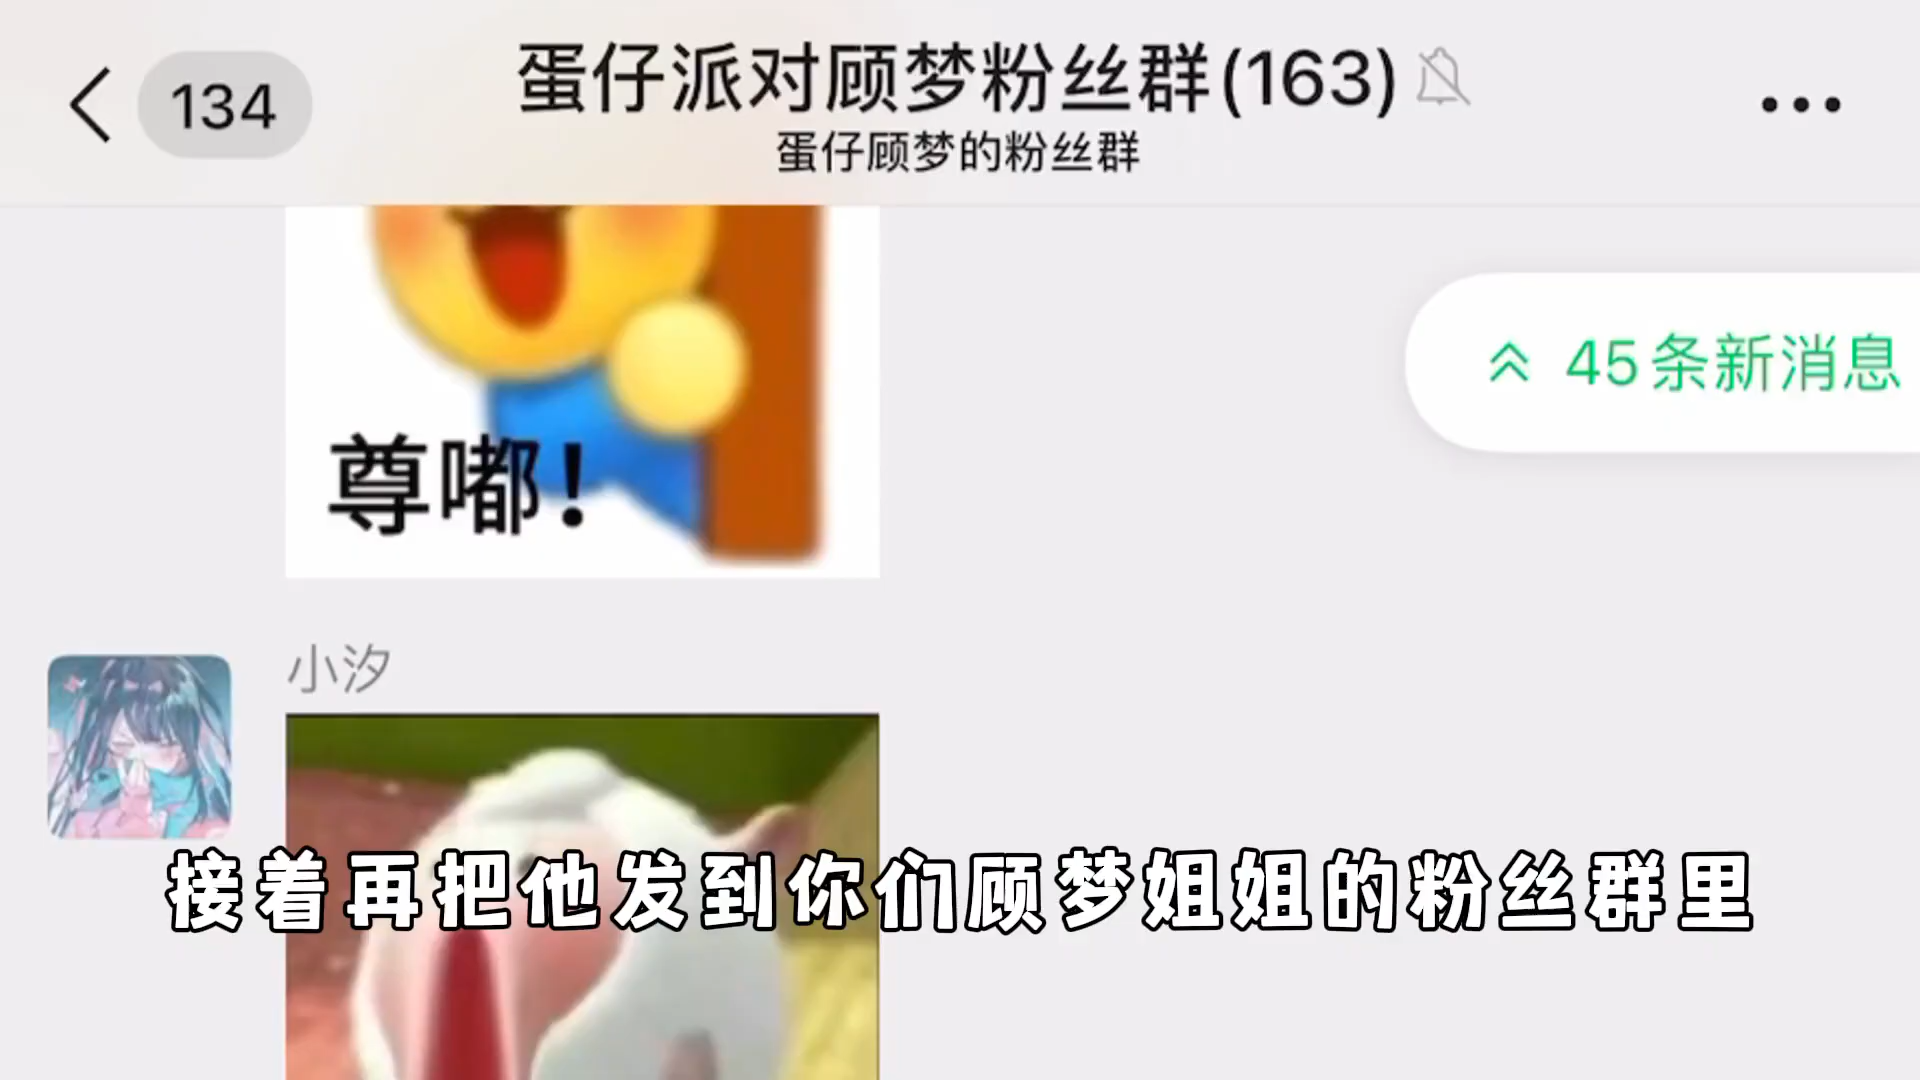 134
蛋仔派对顾梦粉丝群(163)
蛋仔顾梦的粉丝群
45条新消息
尊嘟！
小汐
接着再把他发到你们顾梦姐姐的粉丝群里